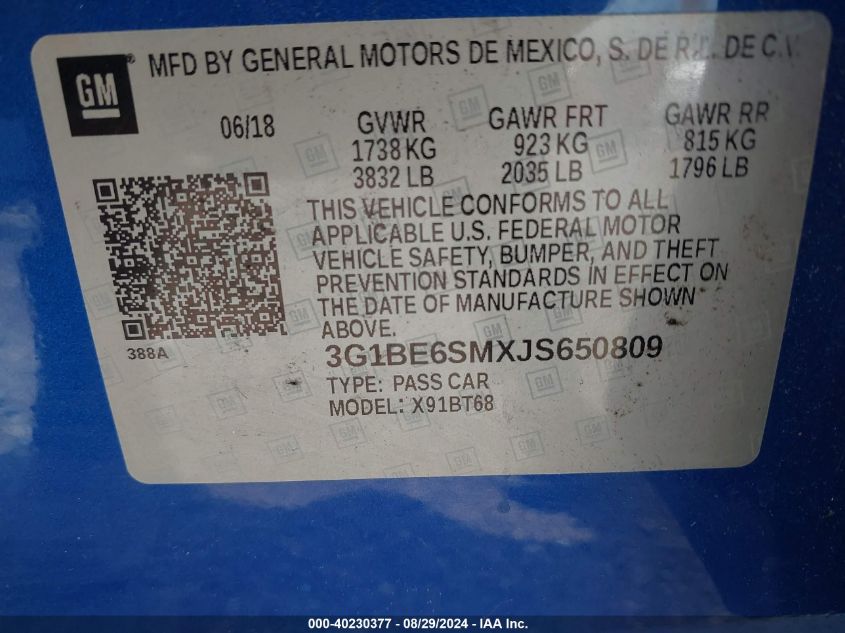 GM
MFD BY GENERAL MOTORS DE MEXICO, S. DE R.L. DE C.V.
06/18
GVWR GAWR FRT GAWR RR
1738 KG 923 KG 815 KG
3832 LB 2035 LB 1796 LB
THIS VEHICLE CONFORMS TO ALL
APPLICABLE U.S. FEDERAL MOTOR
VEHICLE SAFETY, BUMPER, AND THEFT
PREVENTION STANDARDS IN EFFECT ON
THE DATE OF MANUFACTURE SHOWN
ABOVE.
388A
3G1BE6SMXJS650809
TYPE: PASS CAR
MODEL: X91BT68
000-40230377 - 08/29/2024 - IAA Inc.